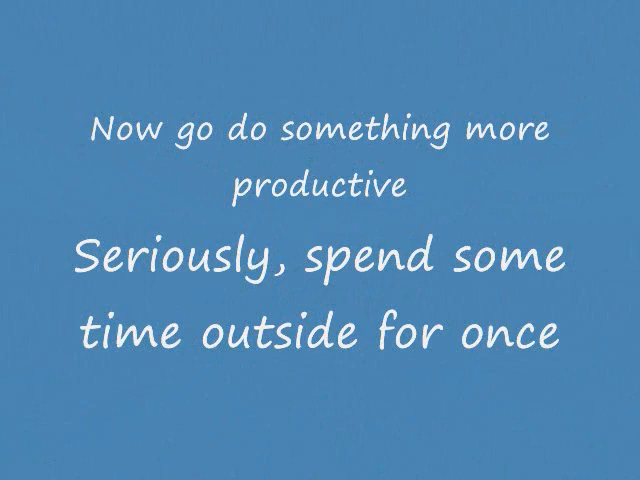 Now go do something more
productive
Seriously, spend some
time outside for once